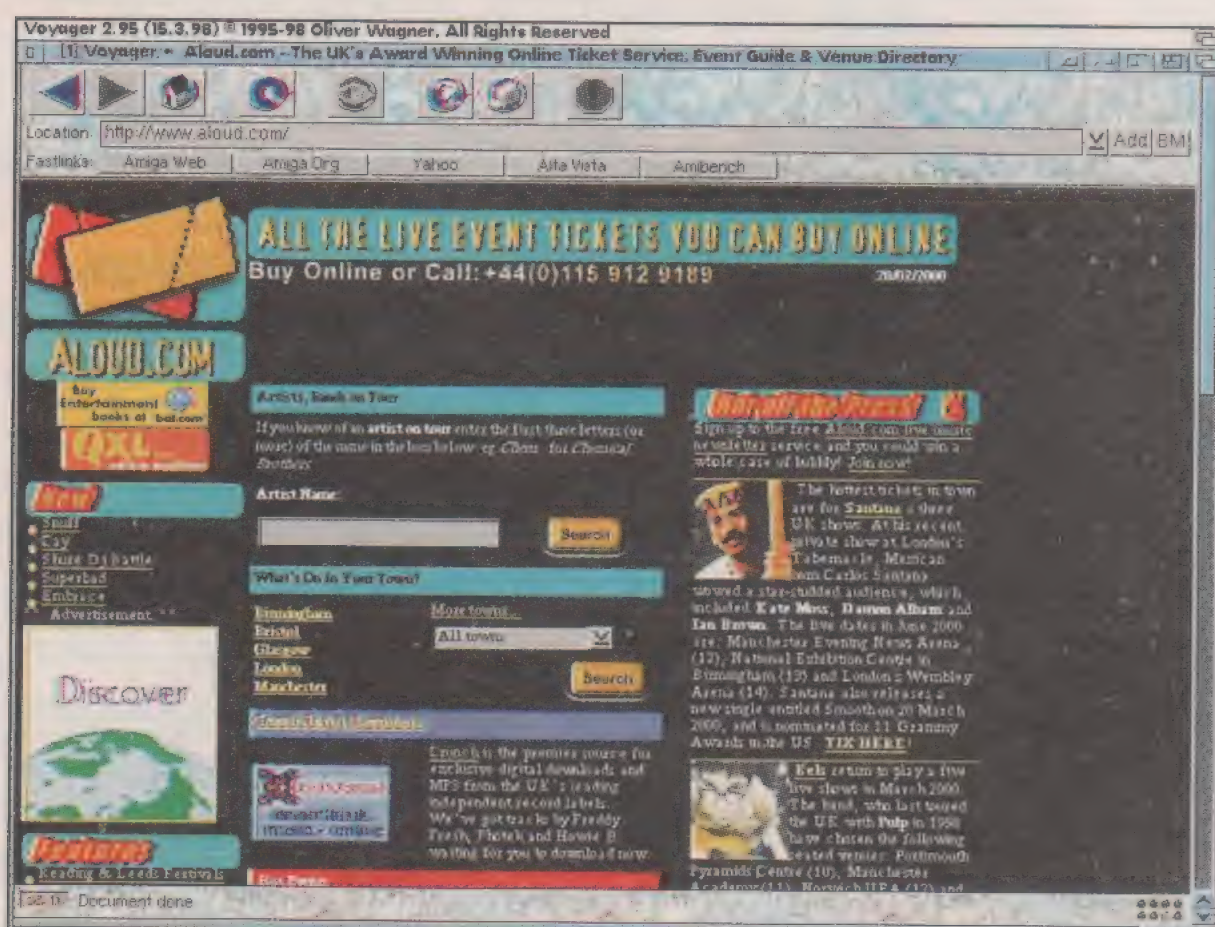 Voyager 2.95 (15.3.98) © 1995-98 Oliver Wagner, All Rights Reserved
[1] Voyager • Aloud.com - The UK's Award Winning Online Ticket Service, Event Guide & Venue Directory
Location: http://www.aloud.com/ Add BM
Fastlinks: Amiga Web Amiga Org Yahoo Alta Vista Amibench
ALL THE LIVE EVENT TICKETS YOU CAN BUY ONLINE
Buy Online or Call: +44(0)115 912 9189
20/02/2000
ALOUD.COM
Buy
Entertainment
books at bol.com
QXL
New!
Spun
Cay
Slure Dj battle
Superbad
Embrace
Advertisement
Discover
Features
Reading & Leeds Festivals
Artists, Bands on Tour
If you know of an artist on tour enter the first three letters (or
more) of the name in the box below eg. Chem for Chemical
Brothers
Artist Name:
Search
What's On In Your Town?
Birmingham
Bristol
Glasgow
London
Manchester
More towns...
All towns
Search
Crunch is the premier source for
exclusive digital downloads and
MP3 from the UK's leading
independent record labels.
We've got tracks by Freddy
Fresh, Photek and Howie B
waiting for you to download now.
Hot off the Press!
Sign up to the free Aloud.com live music
newsletter service and you could win a
whole case of bubbly! Join now!
The hottest tickets in town
are for Santana's three
UK shows. At his recent
private show at London's
Tabernacle, Mexican
born Carlos Santana
wowed a star-studded audience, which
included Kate Moss, Damon Albarn and
Ian Brown. The live dates in June 2000
are: Manchester Evening News Arena
(12), National Exhibition Centre in
Birmingham (13) and London's Wembley
Arena (14). Santana also releases a
new single entitled Smooth on 20 March
2000, and is nominated for 11 Grammy
Awards in the US. TIX HERE!
Eels return to play a five
live shows in March 2000.
The band, who last toured
the UK with Pulp in 1998
have chosen the following
seated venues: Portsmouth
Pyramids Centre (10), Manchester
Academy (11), Norwich UEA (12) and
Document done